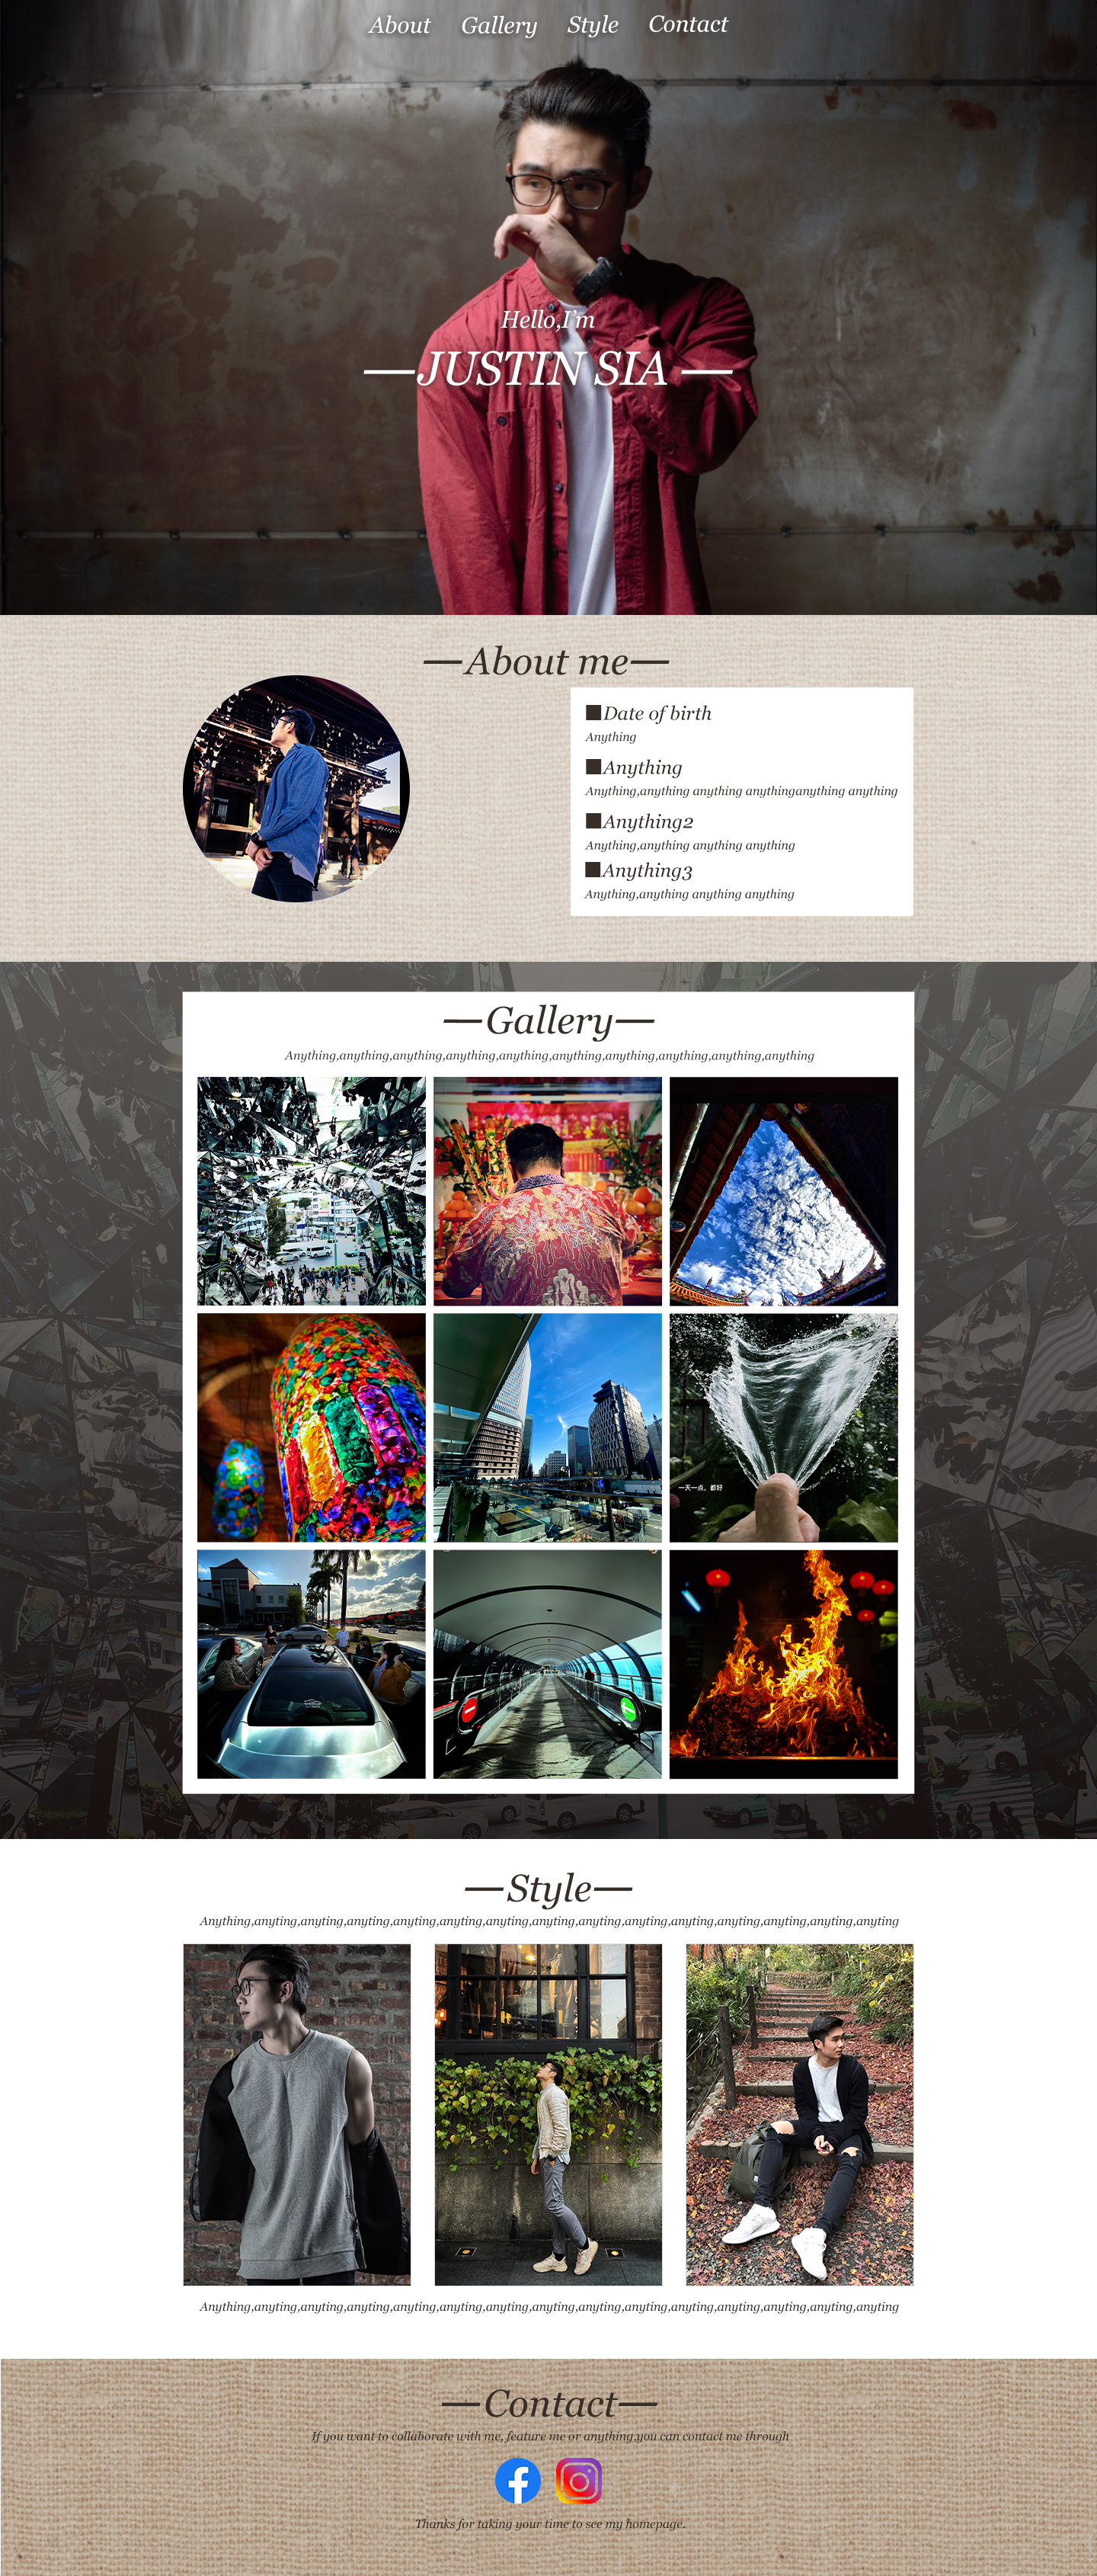 About Gallery Style Contact
Hello,I'm
—JUSTIN SIA —
—About me—
■Date of birth
Anything
■Anything
Anything,anything anything anythinganything anything
■Anything2
Anything,anything anything anything
■Anything3
Anything,anything anything anything
—Gallery—
Anything,anything,anything,anything,anything,anything,anything,anything,anything,anything
一天一点，都好
—Style—
Anything,anyting,anyting,anyting,anyting,anyting,anyting,anyting,anyting,anyting,anyting,anyting,anyting,anyting,anyting
Anything,anyting,anyting,anyting,anyting,anyting,anyting,anyting,anyting,anyting,anyting,anyting,anyting,anyting,anyting
—Contact—
If you want to collaborate with me, feature me or anything,you can contact me through
Thanks for taking your time to see my homepage.